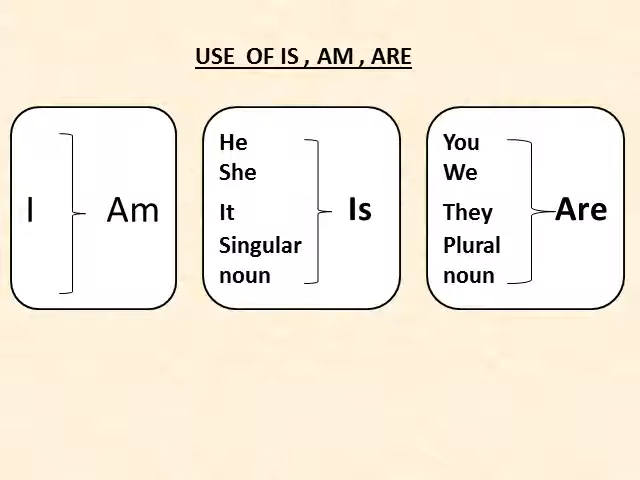 USE OF IS , AM , ARE
I
Am
He
She
It
Singular
noun
Is
You
We
They
Plural
noun
Are